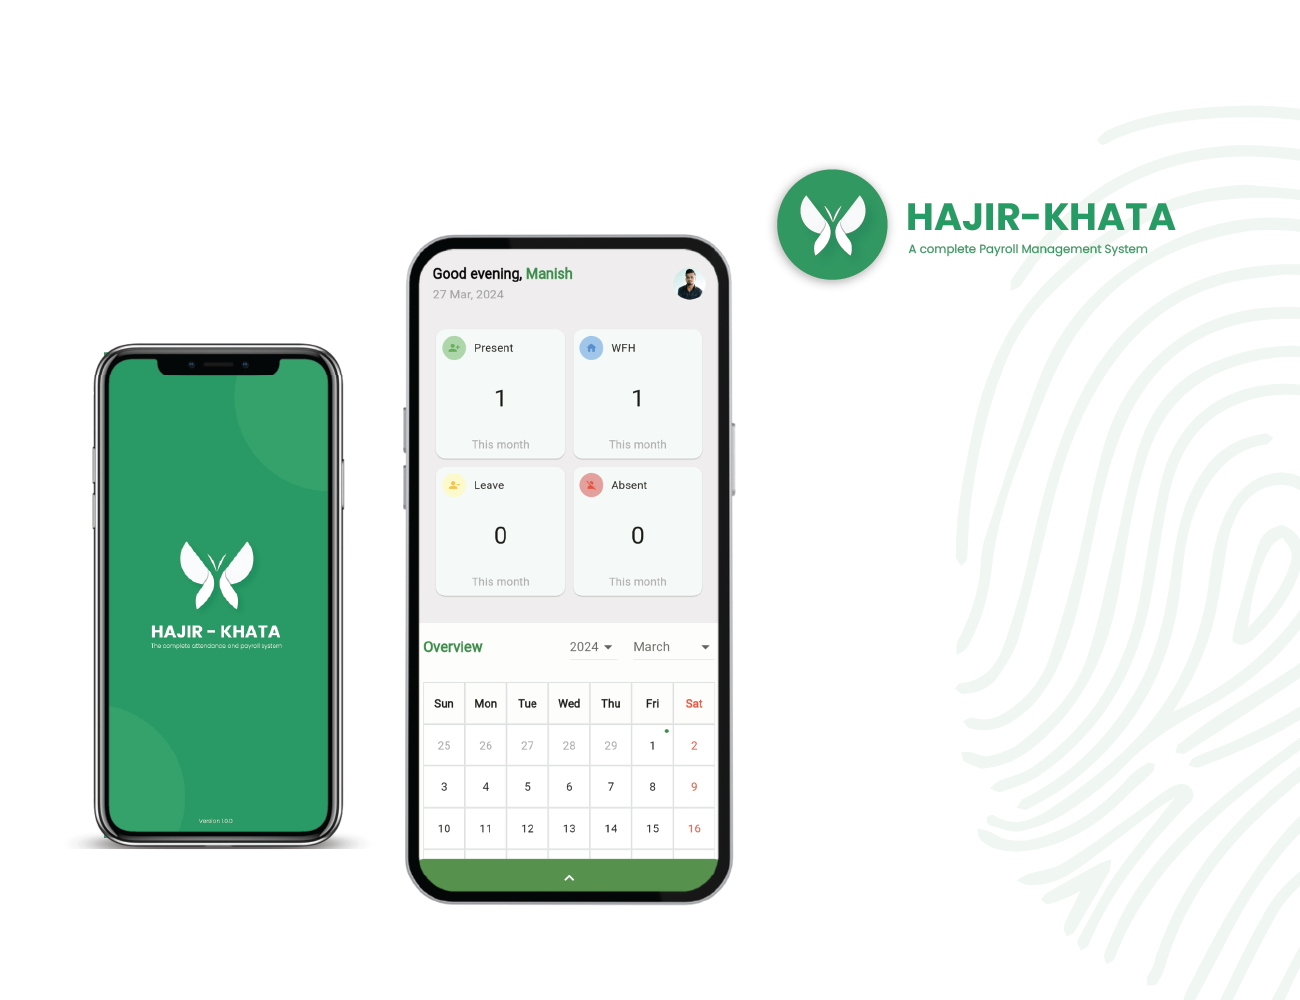 HAJIR-KHATA
A complete Payroll Management System
HAJIR - KHATA
The complete attendance and payroll system
Version 1.0.0
Good evening, Manish
27 Mar, 2024
Present
1
This month
WFH
1
This month
Leave
0
This month
Absent
0
This month
Overview 2024 March
Sun Mon Tue Wed Thu Fri Sat
25 26 27 28 29 1 2
3 4 5 6 7 8 9
10 11 12 13 14 15 16